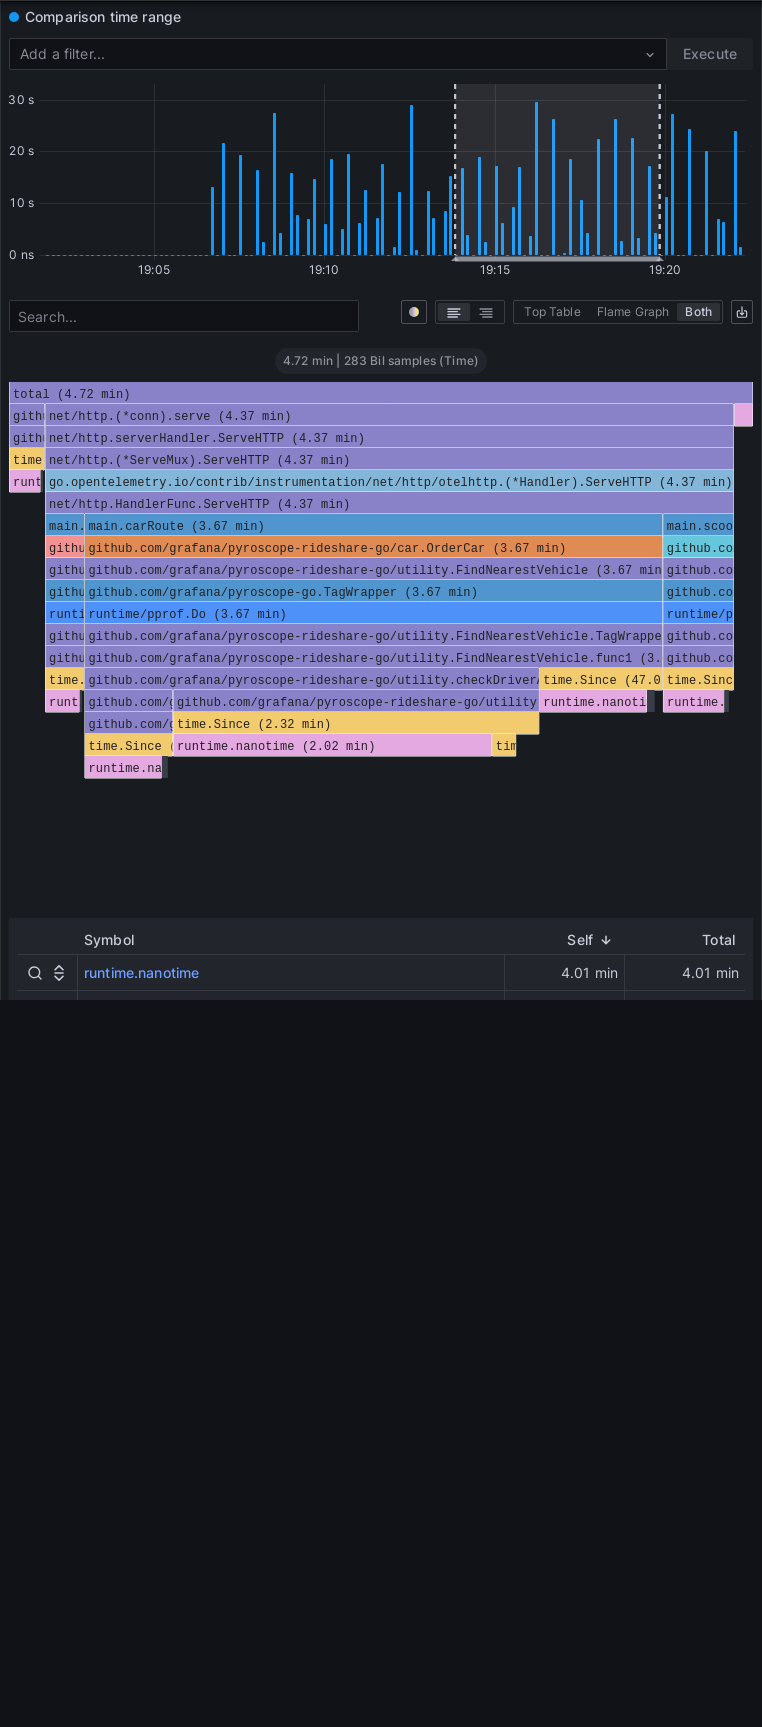 Comparison time range
Add a filter...
Execute
30 s
20 s
10 s
0 ns
19:05 19:10 19:15 19:20
Search...
Top Table Flame Graph Both
4.72 min | 283 Bil samples (Time)
total (4.72 min)
gith net/http.(*conn).serve (4.37 min)
gith net/http.serverHandler.ServeHTTP (4.37 min)
time net/http.(*ServeMux).ServeHTTP (4.37 min)
runt go.opentelemetry.io/contrib/instrumentation/net/http/otelhttp.(*Handler).ServeHTTP (4.37 min)
net/http.HandlerFunc.ServeHTTP (4.37 min)
main. main.carRoute (3.67 min) main.scoo
githu github.com/grafana/pyroscope-rideshare-go/car.OrderCar (3.67 min) github.co
githu github.com/grafana/pyroscope-rideshare-go/utility.FindNearestVehicle (3.67 min github.co
githu github.com/grafana/pyroscope-go.TagWrapper (3.67 min) github.co
runti runtime/pprof.Do (3.67 min) runtime/p
githu github.com/grafana/pyroscope-rideshare-go/utility.FindNearestVehicle.TagWrappe github.co
githu github.com/grafana/pyroscope-rideshare-go/utility.FindNearestVehicle.func1 (3. github.co
time. github.com/grafana/pyroscope-rideshare-go/utility.checkDriver time.Since (47.0 time.Sinc
runt github.com/g github.com/grafana/pyroscope-rideshare-go/utility runtime.nanoti runtime.
github.com/g time.Since (2.32 min)
time.Since ( runtime.nanotime (2.02 min) tim
runtime.na
Symbol Self Total
runtime.nanotime 4.01 min 4.01 min